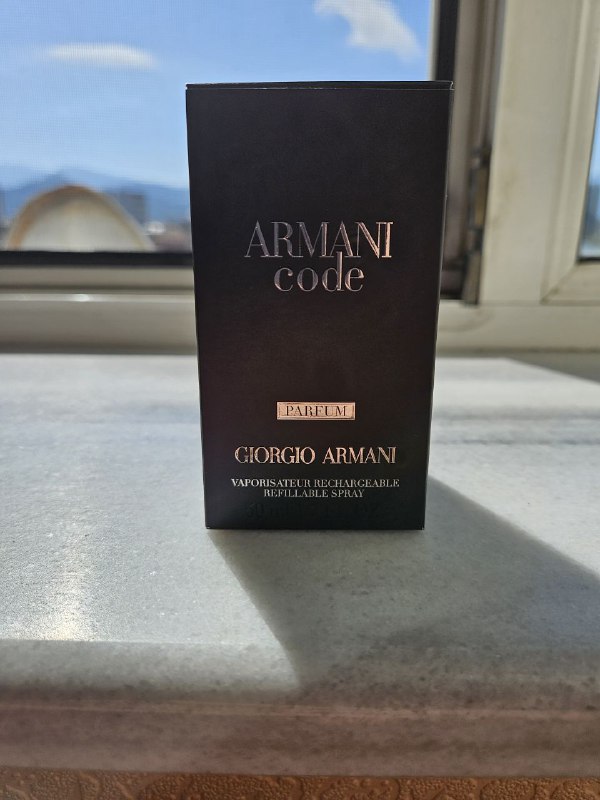 ARMANI
code
PARFUM
GIORGIO ARMANI
VAPORISATEUR RECHARGEABLE
REFILLABLE SPRAY